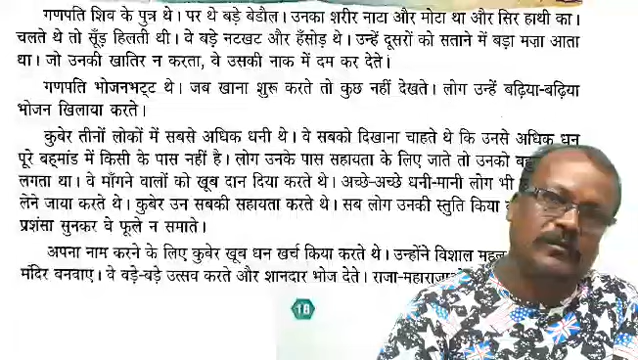 गणपति शिव के पुत्र थे। पर थे बड़े बेडौल। उनका शरीर नाटा और मोटा था और सिर हाथी का।
चलते थे तो सूँड़ हिलती थी। वे बड़े नटखट और हँसोड़ थे। उन्हें दूसरों को सताने में बड़ा मज़ा आता
था। जो उनकी खातिर न करता, वे उसकी नाक में दम कर देते।
गणपति भोजनभट्ट थे। जब खाना शुरू करते तो कुछ नहीं देखते। लोग उन्हें बढ़िया-बढ़िया
भोजन खिलाया करते।
कुबेर तीनों लोकों में सबसे अधिक धनी थे। वे सबको दिखाना चाहते थे कि उनसे अधिक धन
पूरे बह्मांड में किसी के पास नहीं है। लोग उनके पास सहायता के लिए जाते तो उनको
लगता था। वे माँगने वालों को खूब दान दिया करते थे। अच्छे-अच्छे धनी-मानी लोग भी
लेने जाया करते थे। कुबेर उन सबकी सहायता करते थे। सब लोग उनकी स्तुति किया
प्रशंसा सुनकर वे फूले न समाते।
अपना नाम करने के लिए कुबेर खूब धन खर्च किया करते थे। उन्होंने विशाल महल
मंदिर बनवाए। वे बड़े-बड़े उत्सव करते और शानदार भोज देते।
18